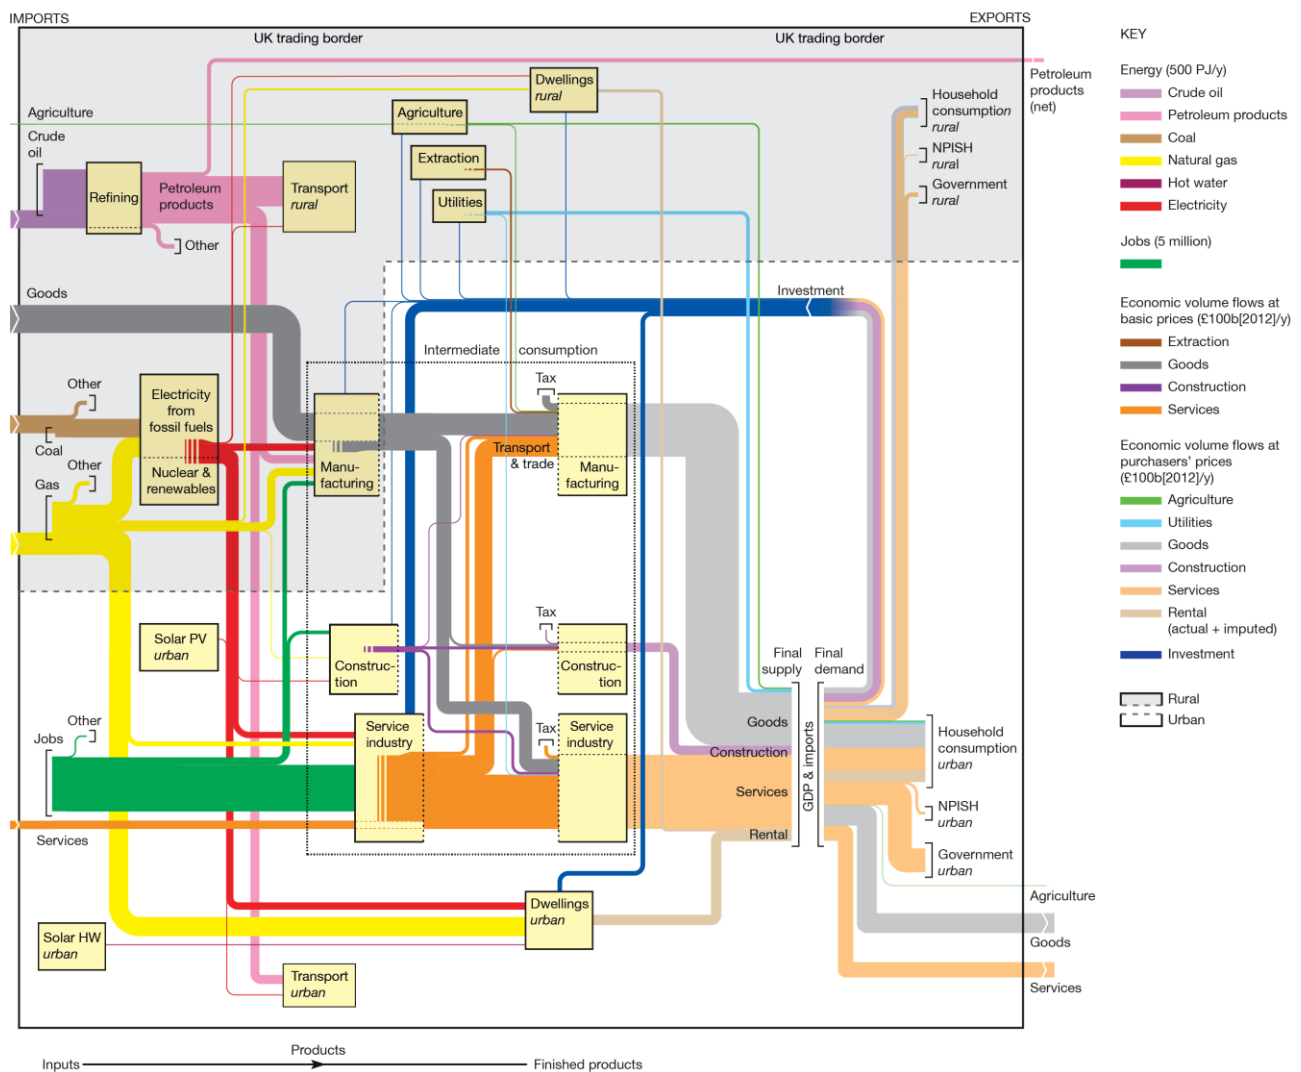 IMPORTS
EXPORTS
UK trading border
UK trading border
Petroleum
products
(net)
Dwellings
rural
Agriculture
Agriculture
Household
consumption
rural
Crude
oil
Extraction
NPISH
rural
Refining
Petroleum
products
Transport
rural
Utilities
Government
rural
Other
Goods
Investment
Intermediate consumption
Other
Tax
Electricity
from
fossil fuels
Coal
Transport
& trade
Other
Gas
Nuclear &
renewables
Manu-
facturing
Manu-
facturing
Tax
Solar PV
urban
Construc-
tion
Construc-
tion
Final
supply
Final
demand
Other
Jobs
Service
industry
Tax
Service
industry
Goods
Construction
Services
Rental
GDP & imports
Household
consumption
urban
NPISH
urban
Government
urban
Services
Agriculture
Goods
Services
Dwellings
urban
Solar HW
urban
Transport
urban
Products
Inputs
Finished products
KEY
Energy (500 PJ/y)
Crude oil
Petroleum products
Coal
Natural gas
Hot water
Electricity
Jobs (5 million)
Economic volume flows at
basic prices (£100b[2012]/y)
Extraction
Goods
Construction
Services
Economic volume flows at
purchasers' prices
(£100b[2012]/y)
Agriculture
Utilities
Goods
Construction
Services
Rental
(actual + imputed)
Investment
Rural
Urban